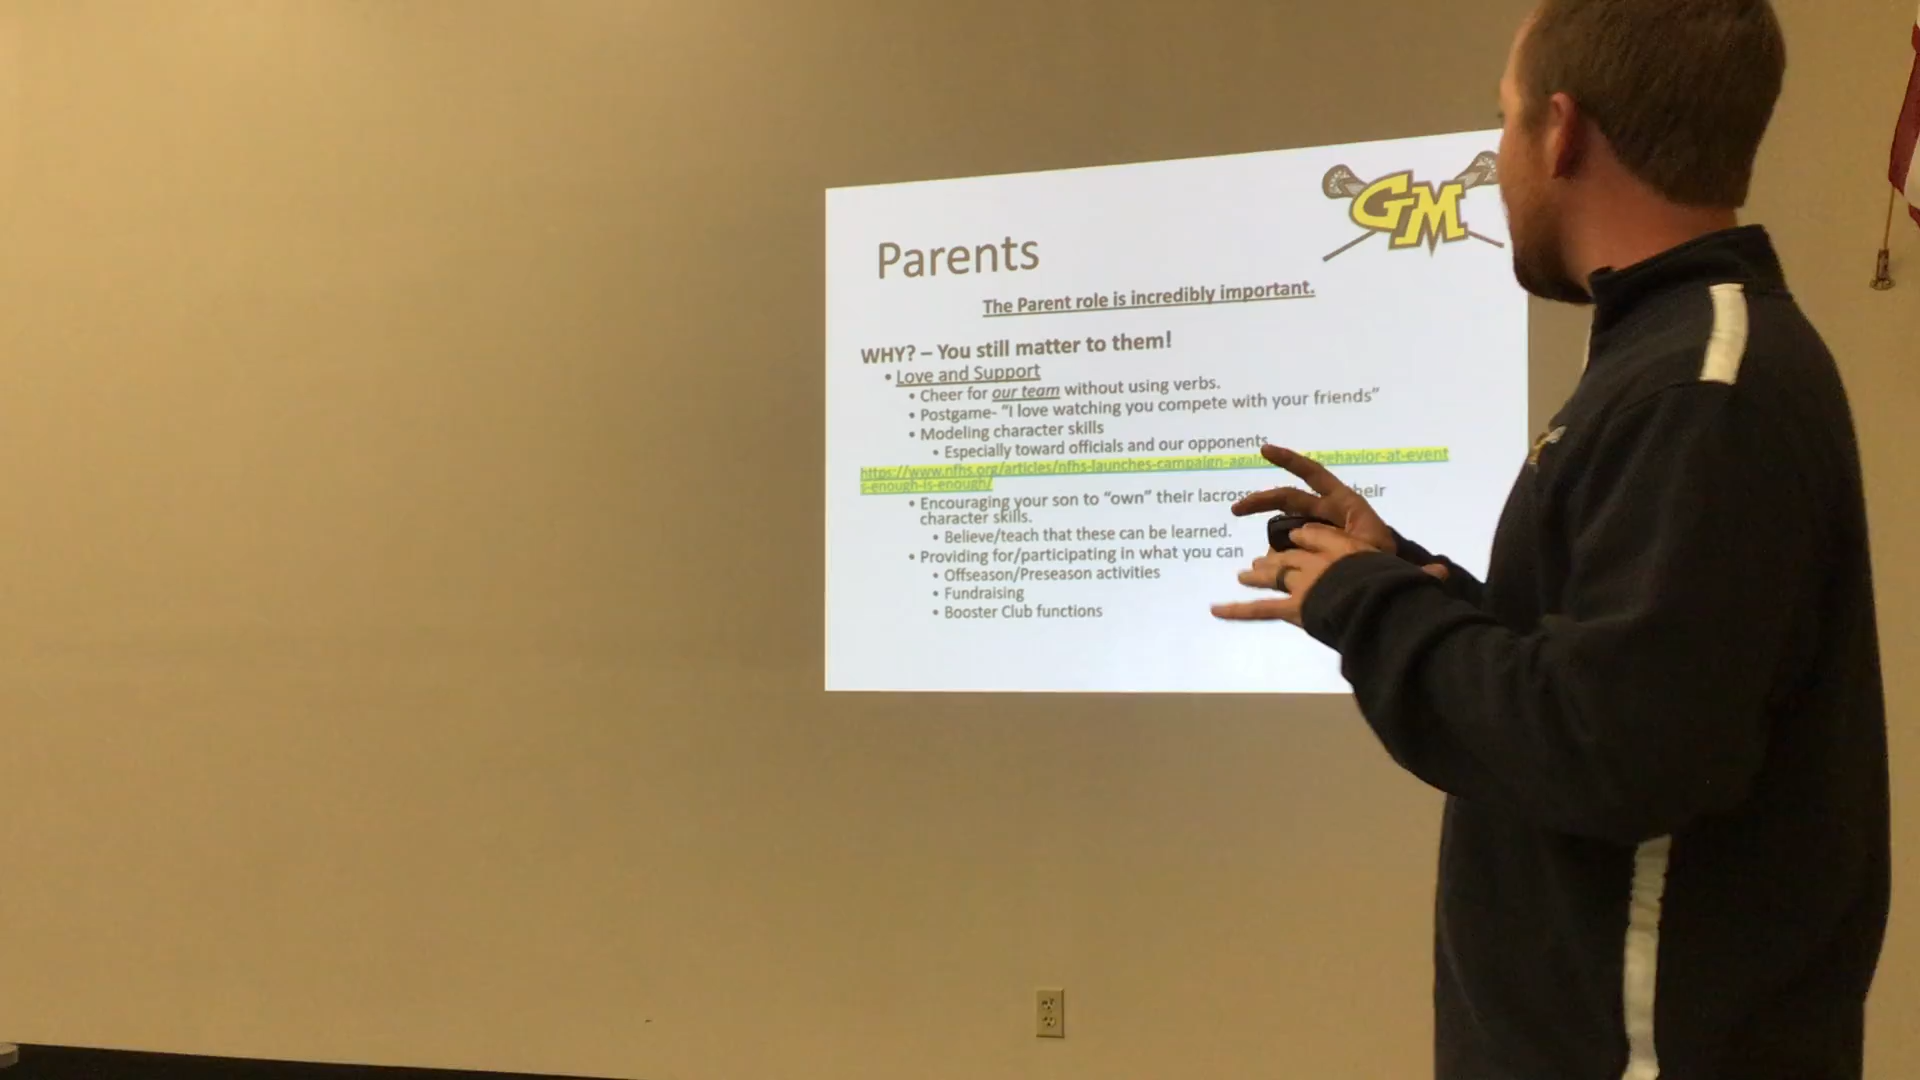 GM
Parents
The Parent role is incredibly important.
WHY? – You still matter to them!
• Love and Support
• Cheer for our team without using verbs.
• Postgame- “I love watching you compete with your friends”
• Modeling character skills
• Especially toward officials and our opponents
https://www.nfhs.org/articles/nfhs-launches-campaign- behavior-at-event
s-enough-is-enough/
• Encouraging your son to “own” their their
character skills.
• Believe/teach that these can be learned.
• Providing for/participating in what you can
• Offseason/Preseason activities
• Fundraising
• Booster Club functions